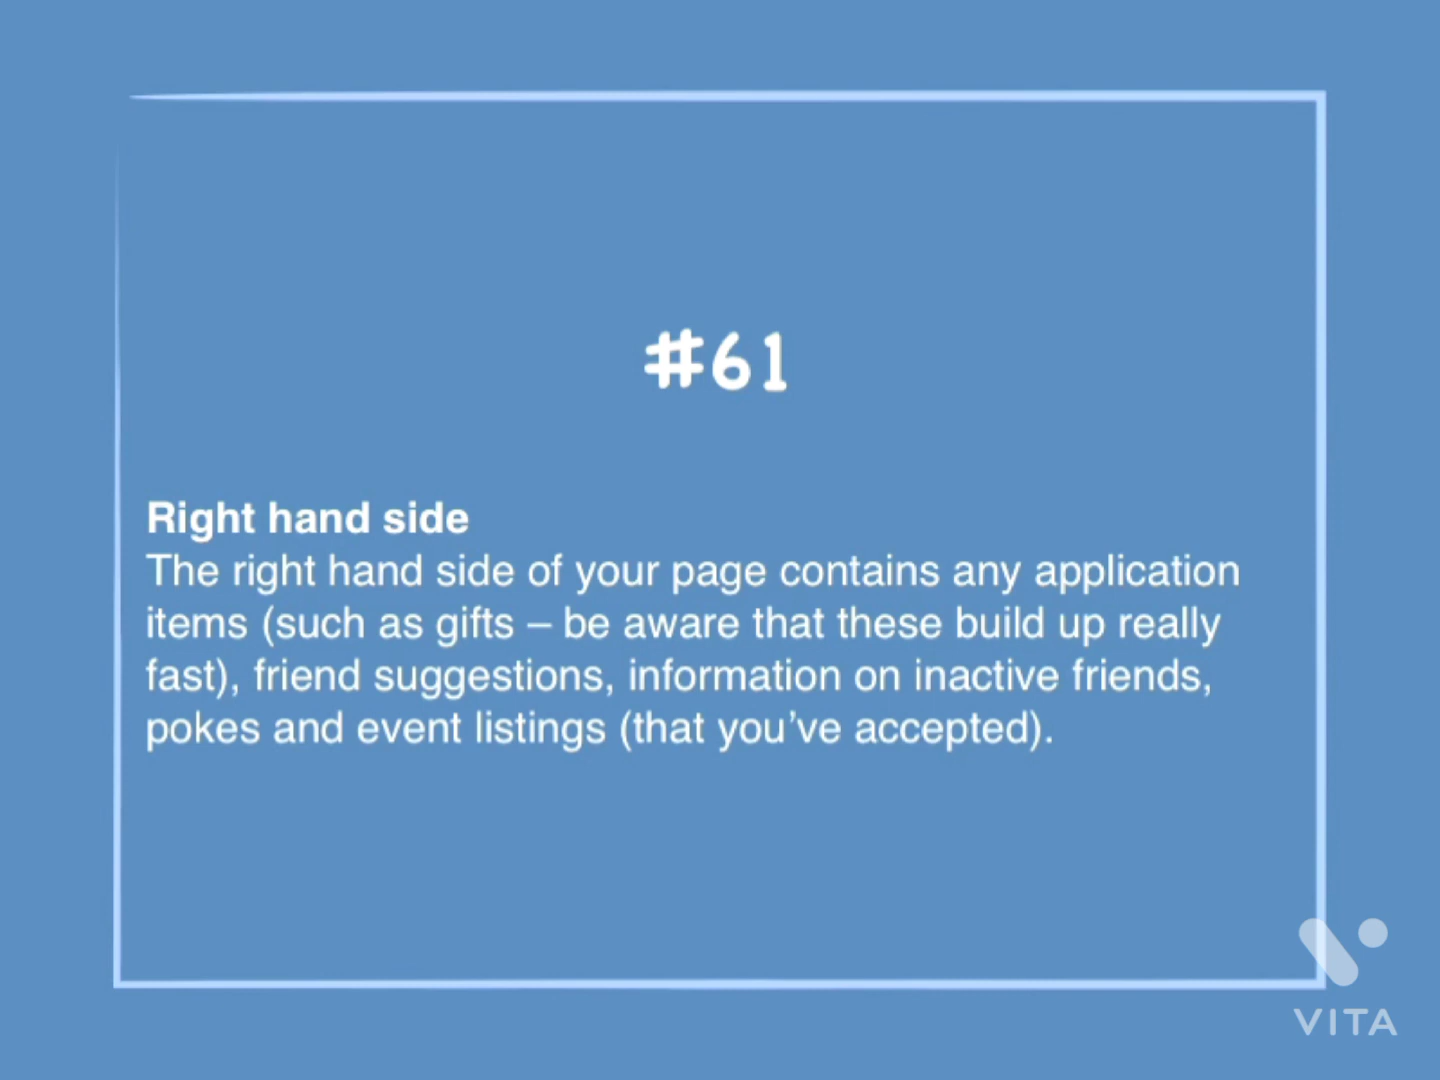 #61
Right hand side
The right hand side of your page contains any application
items (such as gifts – be aware that these build up really
fast), friend suggestions, information on inactive friends,
pokes and event listings (that you’ve accepted).
VITA